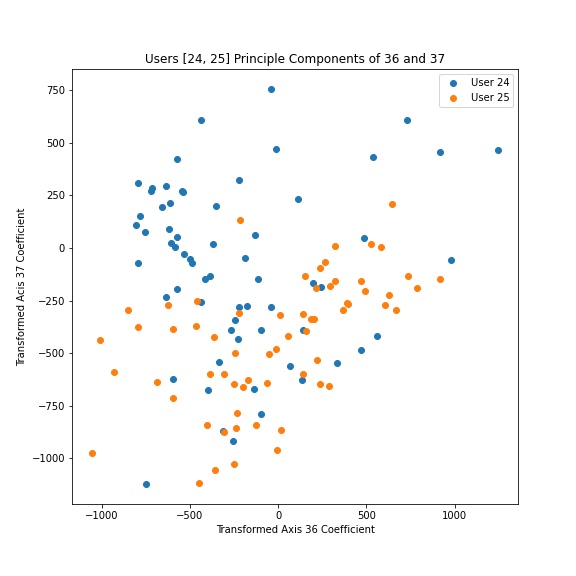 Users [24, 25] Principle Components of 36 and 37
User 24
User 25
750
500
250
0
−250
−500
−750
−1000
Transformed Acis 37 Coefficient
−1000
−500
0
500
1000
Transformed Axis 36 Coefficient